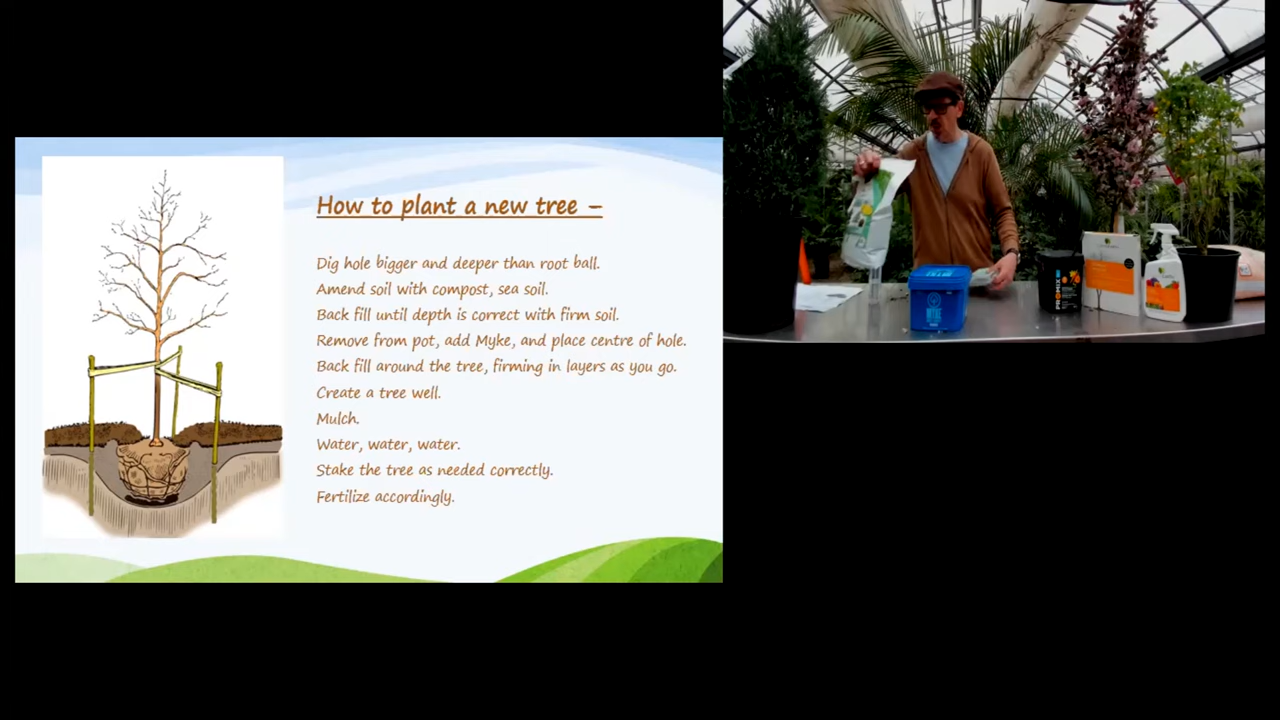 How to plant a new tree –
Dig hole bigger and deeper than root ball.
Amend soil with compost, sea soil.
Back fill until depth is correct with firm soil.
Remove from pot, add Myke, and place centre of hole.
Back fill around the tree, firming in layers as you go.
Create a tree well.
Mulch.
Water, water, water.
Stake the tree as needed correctly.
Fertilize accordingly.
PROMIX